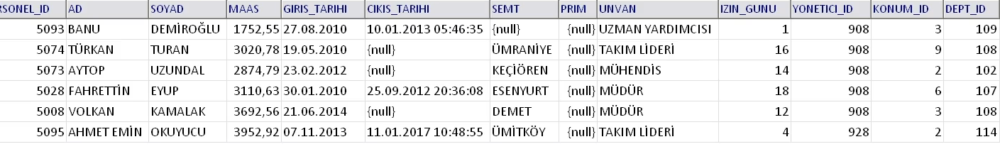 RSONEL_ID AD SOYAD MAAS GIRIS_TARIHI CIKIS_TARIHI SEMT PRIM UNVAN IZIN_GUNU YONETICI_ID KONUM_ID DEPT_ID
5093 BANU DEMİROĞLU 1752,55 27.08.2010 10.01.2013 05:46:35 {null} {null} UZMAN YARDIMCISI 1 908 3 109
5074 TÜRKAN TURAN 3020,78 19.05.2010 {null} ÜMRANİYE {null} TAKIM LİDERİ 16 908 9 108
5073 AYTOP UZUNDAL 2874,79 23.02.2012 {null} KEÇİÖREN {null} MÜHENDİS 14 908 2 102
5028 FAHRETTİN EYUP 3110,63 30.01.2010 25.09.2012 20:36:08 ESENYURT {null} MÜDÜR 18 908 6 107
5008 VOLKAN KAMALAK 3692,56 21.06.2014 {null} DEMET {null} MÜDÜR 12 908 3 108
5095 AHMET EMİN OKUYUCU 3952,92 07.11.2013 11.01.2017 10:48:55 ÜMİTKÖY {null} TAKIM LİDERİ 4 928 2 114